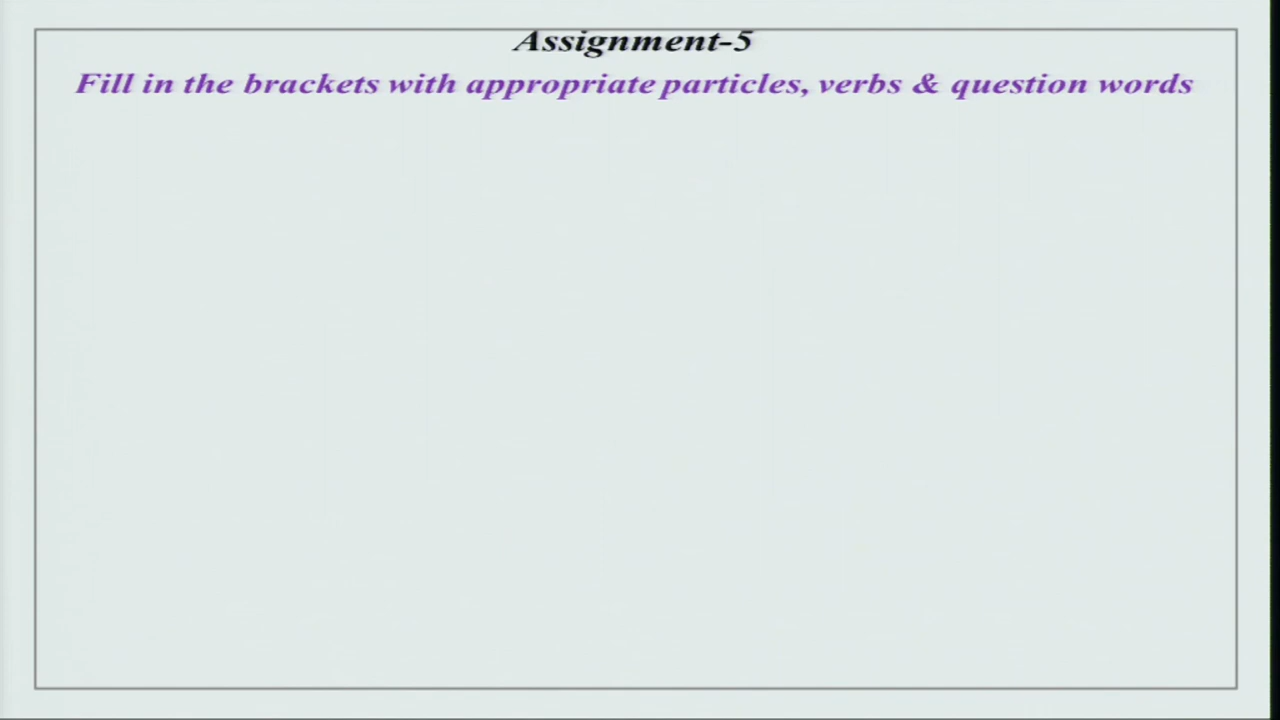 Assignment-5
Fill in the brackets with appropriate particles, verbs & question words